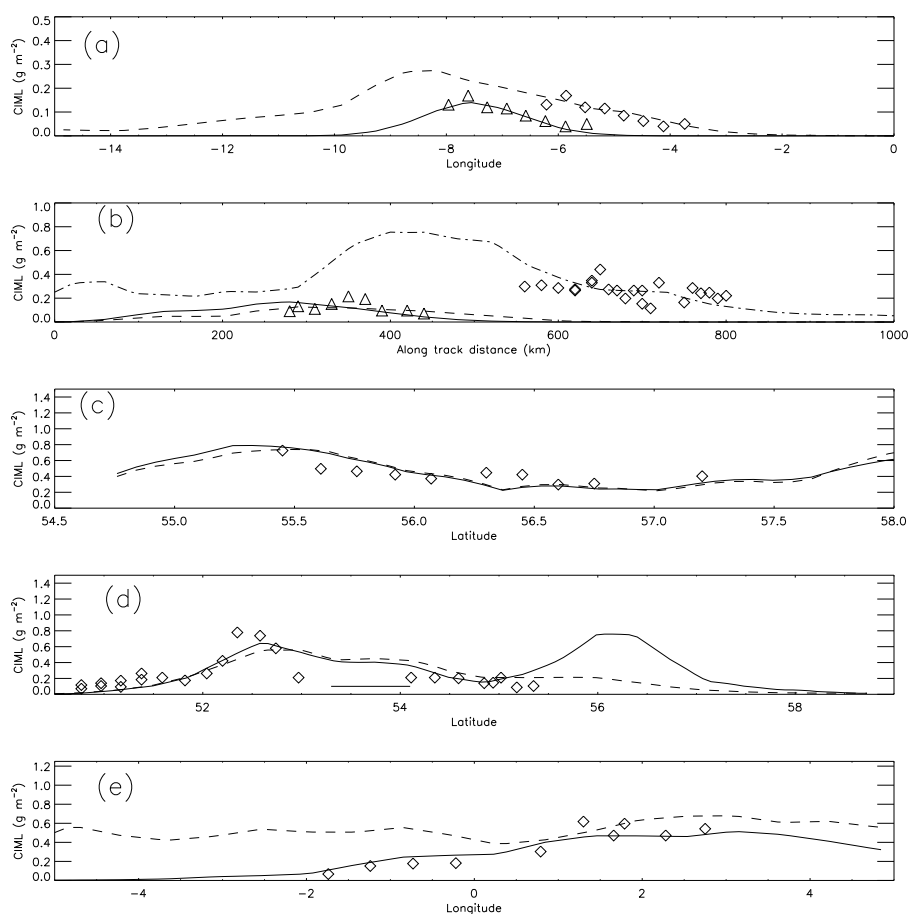 (a)
CIML (g m⁻²)
0.5
0.4
0.3
0.2
0.1
0.0
-14 -12 -10 -8 -6 -4 -2 0
Longitude
(b)
CIML (g m⁻²)
1.0
0.8
0.6
0.4
0.2
0.0
0 200 400 600 800 1000
Along track distance (km)
(c)
CIML (g m⁻²)
1.4
1.2
1.0
0.8
0.6
0.4
0.2
0.0
54.5 55.0 55.5 56.0 56.5 57.0 57.5 58.0
Latitude
(d)
CIML (g m⁻²)
1.4
1.2
1.0
0.8
0.6
0.4
0.2
0.0
52 54 56 58
Latitude
(e)
CIML (g m⁻²)
1.2
1.0
0.8
0.6
0.4
0.2
0.0
-4 -2 0 2 4
Longitude